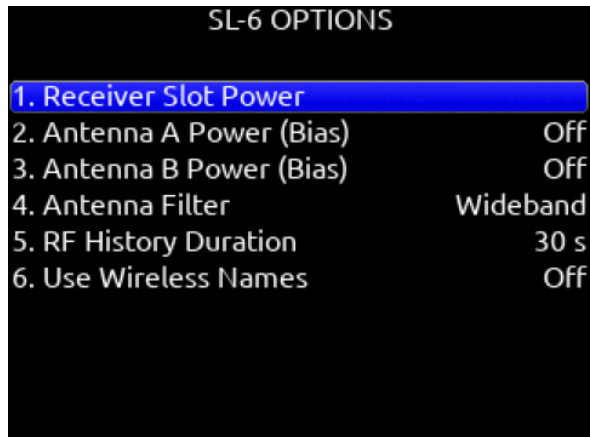 SL-6 OPTIONS
1. Receiver Slot Power
2. Antenna A Power (Bias) Off
3. Antenna B Power (Bias) Off
4. Antenna Filter Wideband
5. RF History Duration 30 s
6. Use Wireless Names Off